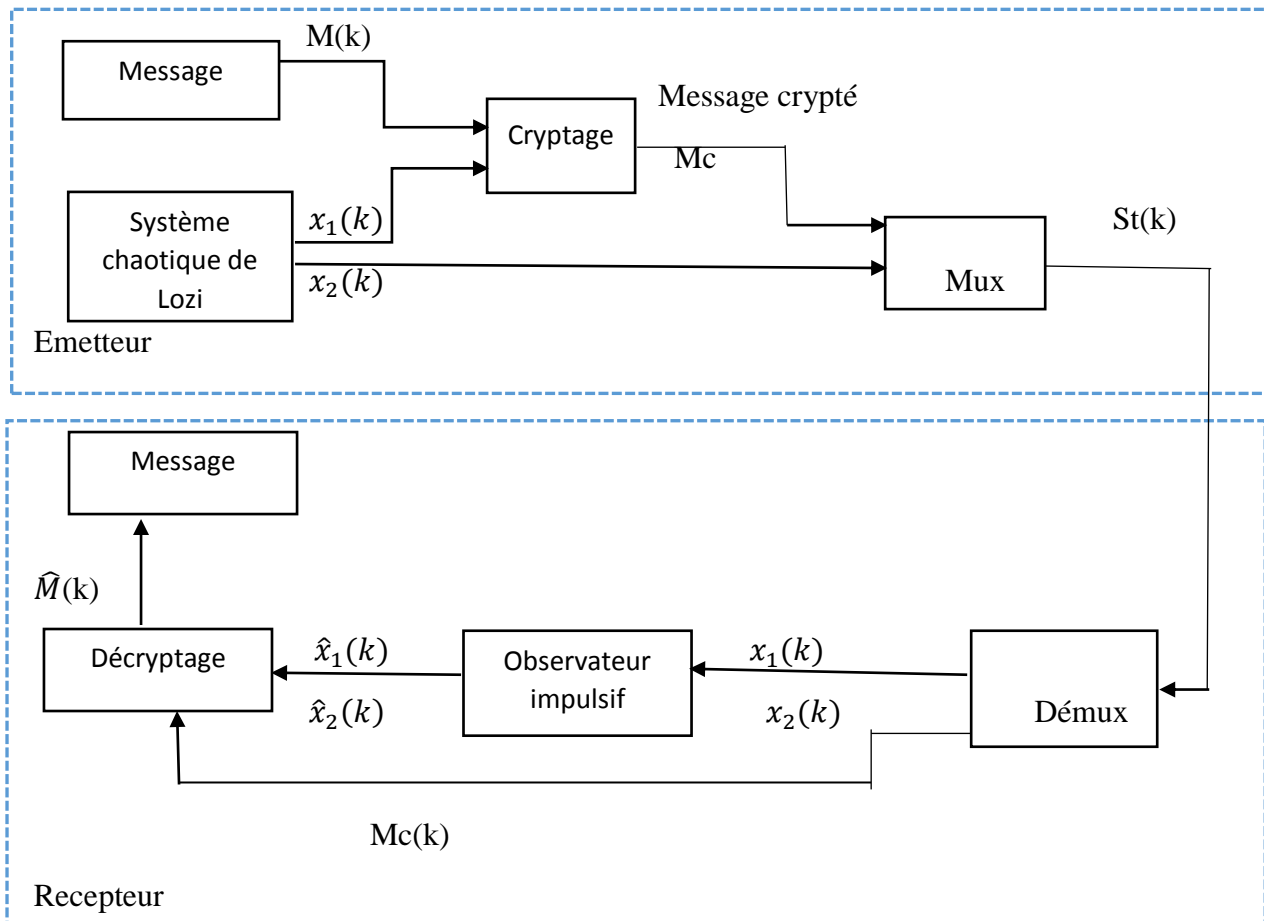 M(k)
Message
Message crypté
Cryptage
Mc
Système
chaotique de
Lozi
x₁(k)
x₂(k)
St(k)
Mux
Emetteur
Message
M̂(k)
Décryptage
x̂₁(k)
x̂₂(k)
Observateur
impulsif
x₁(k)
x₂(k)
Démux
Mc(k)
Recepteur